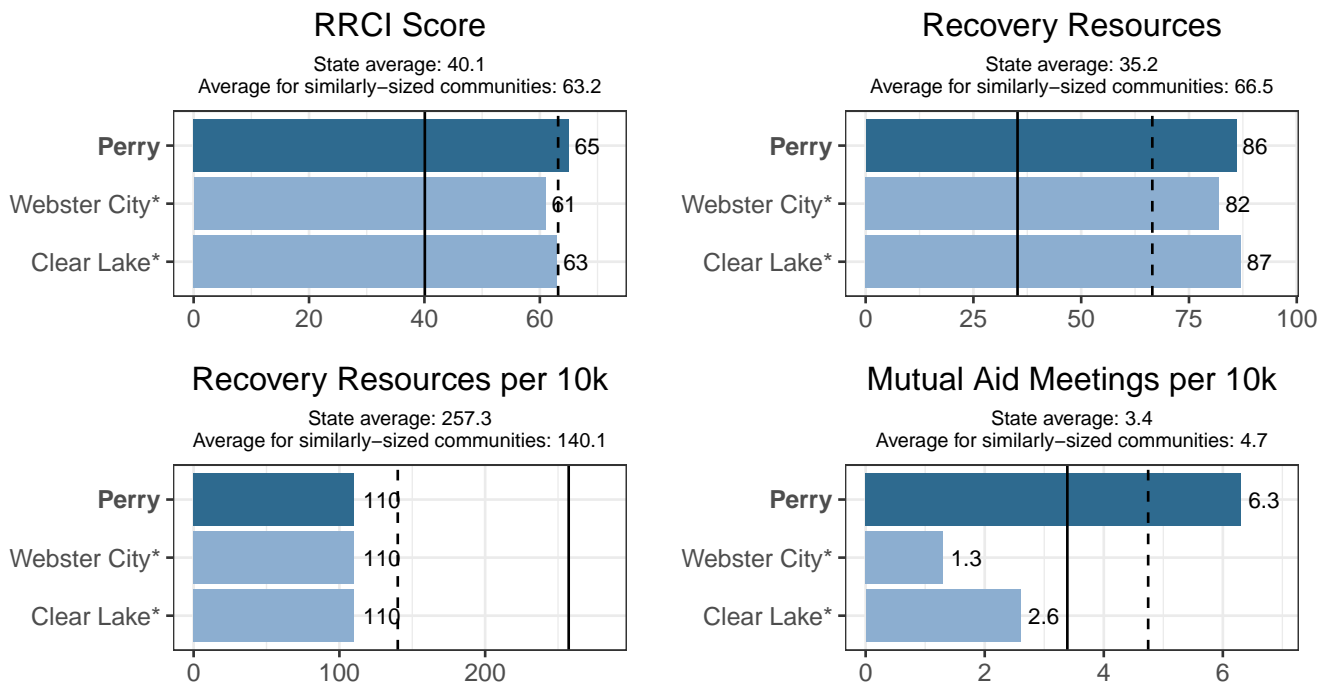 RRCI Score
State average: 40.1
Average for similarly−sized communities: 63.2
Perry
65
Webster City*
61
Clear Lake*
63
0 20 40 60
Recovery Resources
State average: 35.2
Average for similarly−sized communities: 66.5
Perry
86
Webster City*
82
Clear Lake*
87
0 25 50 75 100
Recovery Resources per 10k
State average: 257.3
Average for similarly−sized communities: 140.1
Perry
110
Webster City*
110
Clear Lake*
110
0 100 200
Mutual Aid Meetings per 10k
State average: 3.4
Average for similarly−sized communities: 4.7
Perry
6.3
Webster City*
1.3
Clear Lake*
2.6
0 2 4 6